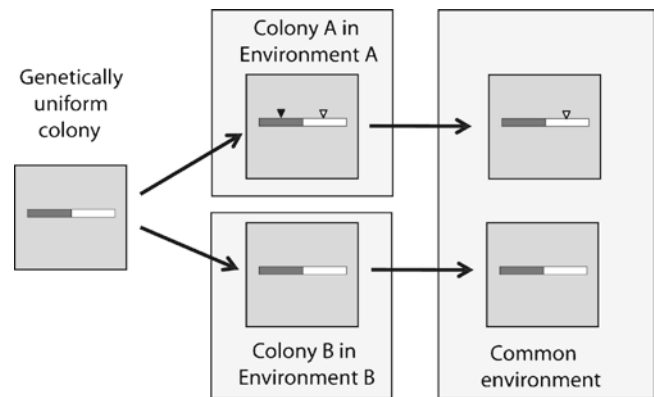 Genetically
uniform
colony
Colony A in
Environment A
Colony B in
Environment B
Common
environment